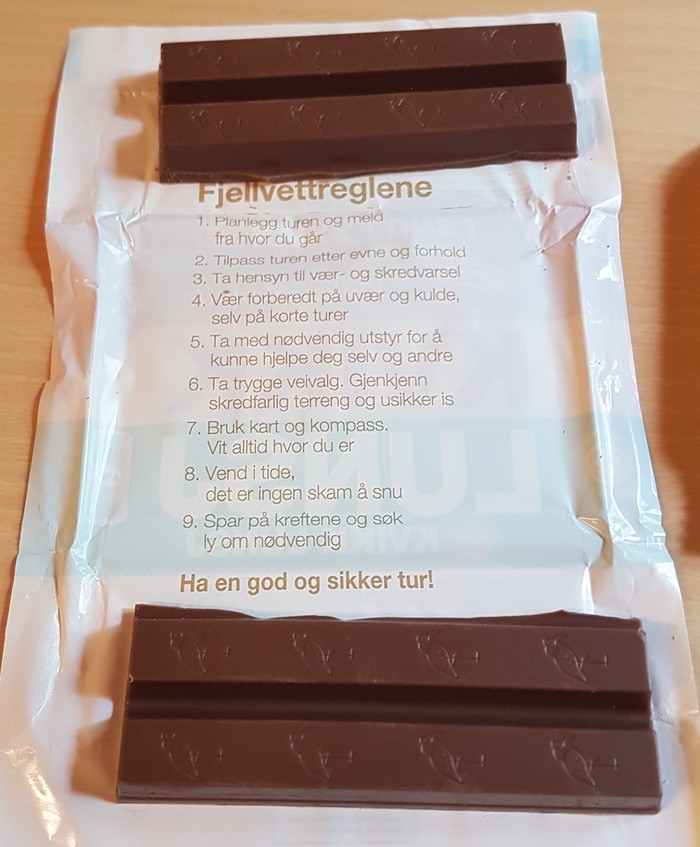 Fjellvettreglene
1. Planlegg turen og meld
fra hvor du går
2. Tilpass turen etter evne og forhold
3. Ta hensyn til vær- og skredvarsel
4. Vær forberedt på uvær og kulde,
selv på korte turer
5. Ta med nødvendig utstyr for å
kunne hjelpe deg selv og andre
6. Ta trygge veivalg. Gjenkjenn
skredfarlig terreng og usikker is
7. Bruk kart og kompass.
Vit alltid hvor du er
8. Vend i tide,
det er ingen skam å snu
9. Spar på kreftene og søk
ly om nødvendig
Ha en god og sikker tur!